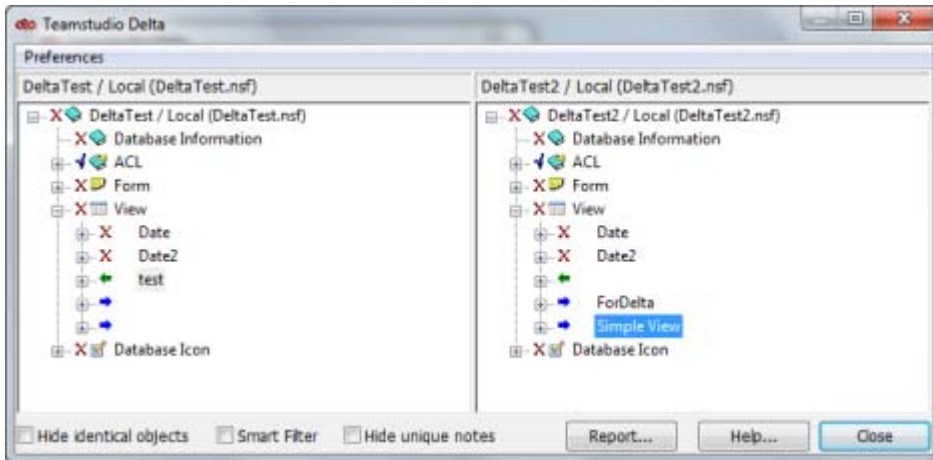 Teamstudio Delta
Preferences
DeltaTest / Local (DeltaTest.nsf)
DeltaTest / Local (DeltaTest.nsf)
Database Information
ACL
Form
View
Date
Date2
test
Database Icon
DeltaTest2 / Local (DeltaTest2.nsf)
DeltaTest2 / Local (DeltaTest2.nsf)
Database Information
ACL
Form
View
Date
Date2
ForDelta
Simple View
Database Icon
Hide identical objects Smart Filter Hide unique notes Report... Help... Close